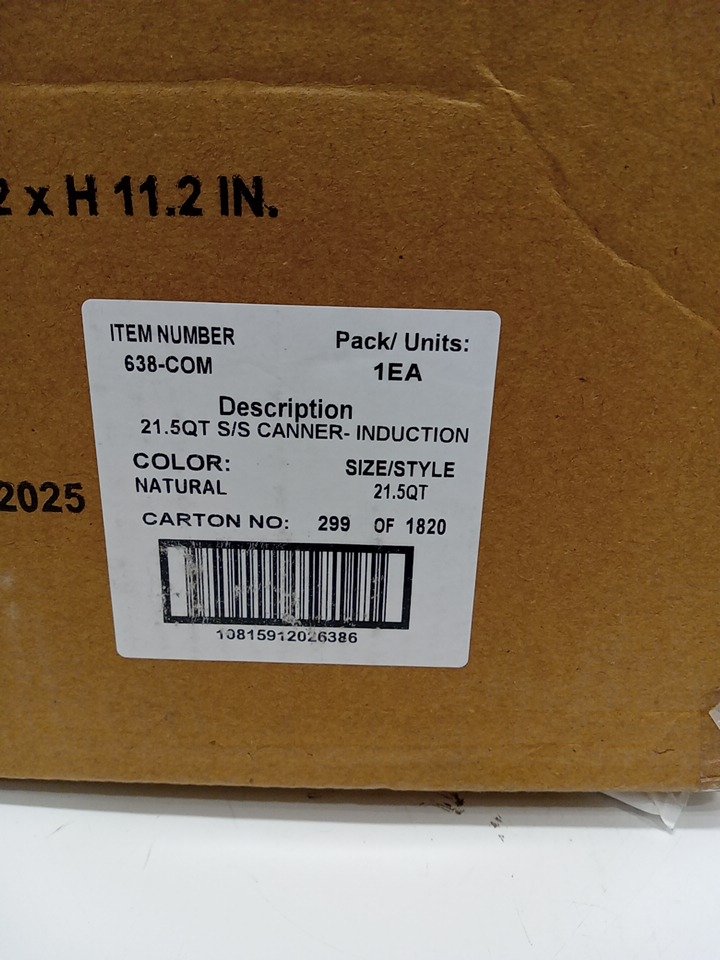 2 x H 11.2 IN.
ITEM NUMBER Pack/ Units:
638-COM 1EA
Description
21.5QT S/S CANNER- INDUCTION
COLOR: SIZE/STYLE
NATURAL 21.5QT
2025
CARTON NO: 299 OF 1820
10815912026386